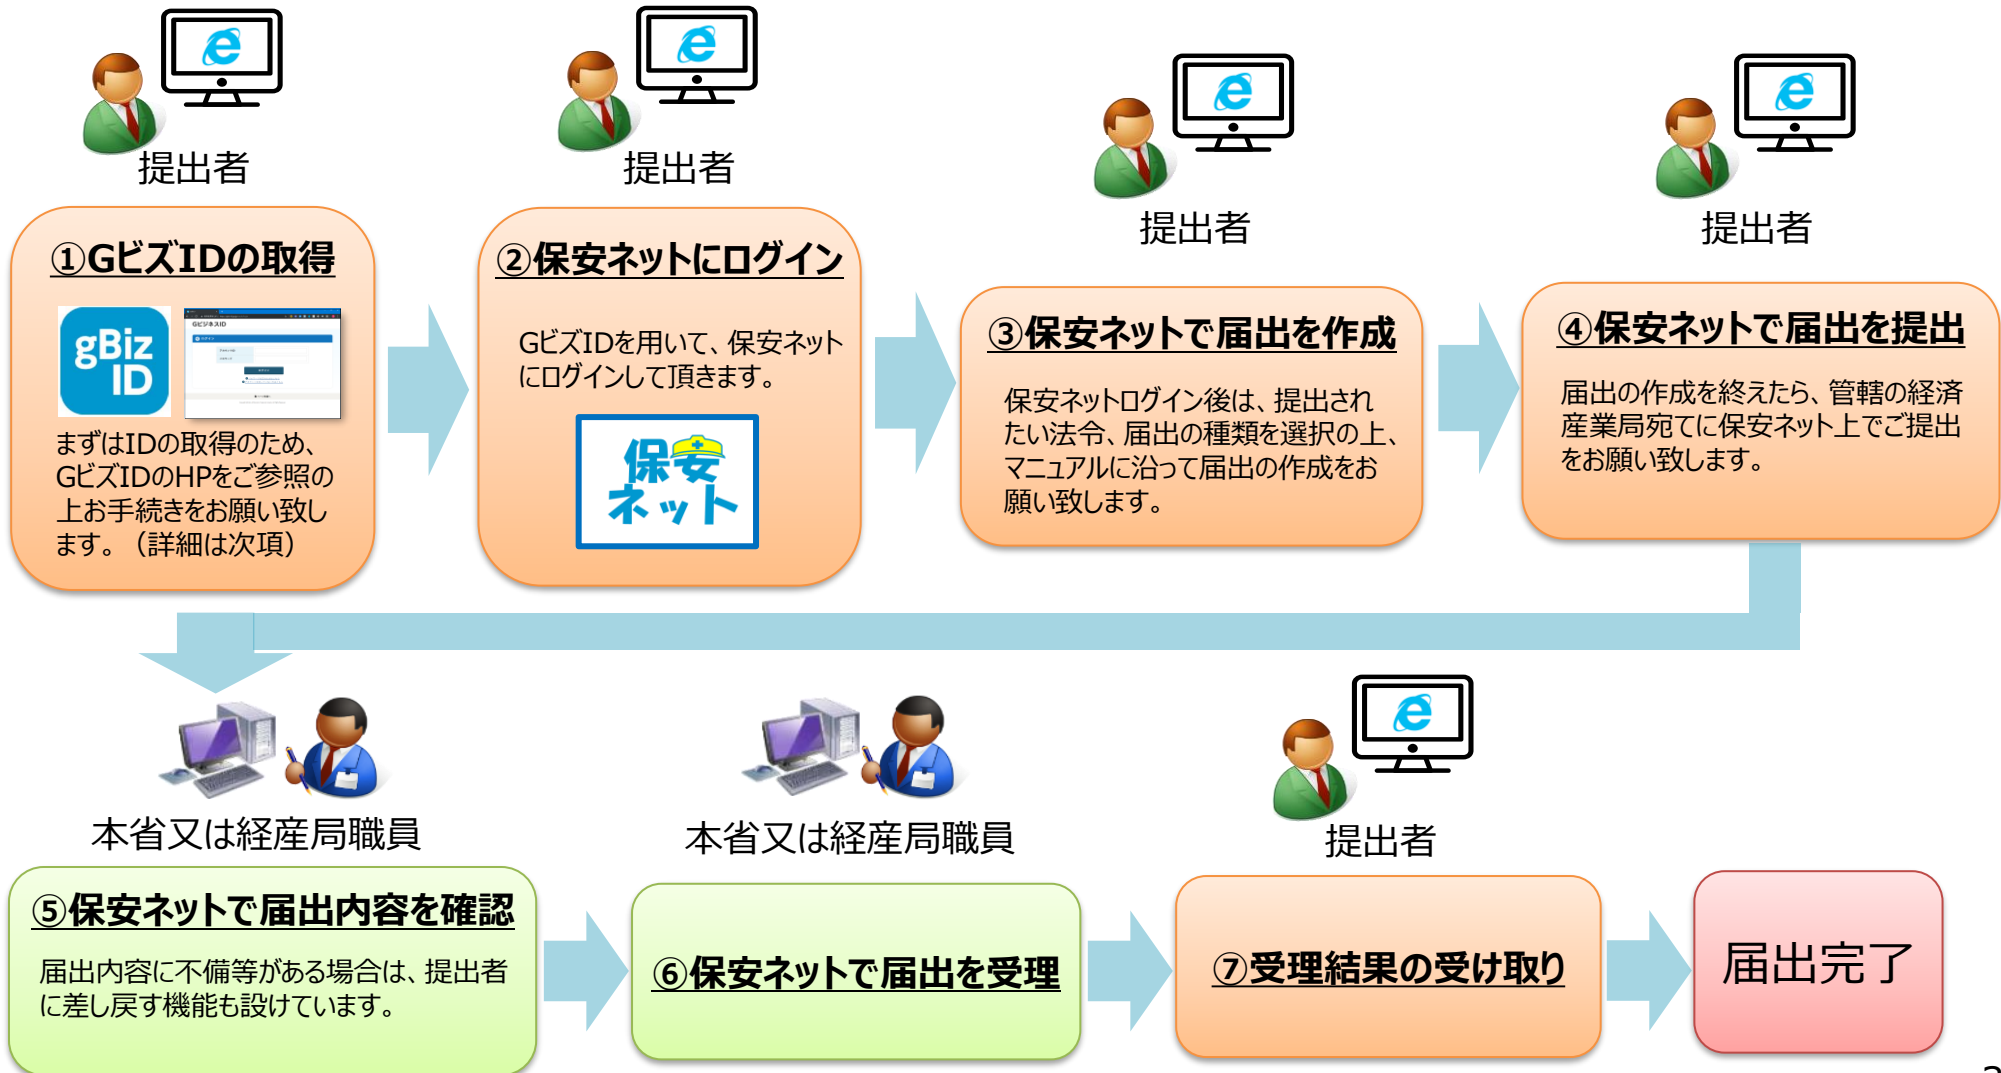 提出者
提出者
提出者
提出者
①GビズIDの取得
gBiz
ID
GビジネスID
まずはIDの取得のため、
GビズIDのHPをご参照の
上お手続きをお願い致し
ます。（詳細は次項）
②保安ネットにログイン
GビズIDを用いて、保安ネット
にログインして頂きます。
保安
ネット
③保安ネットで届出を作成
保安ネットログイン後は、提出され
たい法令、届出の種類を選択の上、
マニュアルに沿って届出の作成をお
願い致します。
④保安ネットで届出を提出
届出の作成を終えたら、管轄の経済
産業局宛てに保安ネット上でご提出
をお願い致します。
本省又は経産局職員
本省又は経産局職員
提出者
⑤保安ネットで届出内容を確認
届出内容に不備等がある場合は、提出者
に差し戻す機能も設けています。
⑥保安ネットで届出を受理
⑦受理結果の受け取り
届出完了